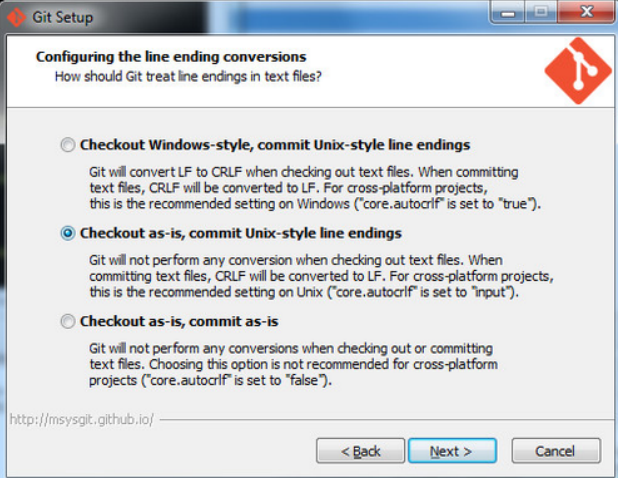 Git Setup
Configuring the line ending conversions
How should Git treat line endings in text files?
Checkout Windows-style, commit Unix-style line endings
Git will convert LF to CRLF when checking out text files. When committing
text files, CRLF will be converted to LF. For cross-platform projects,
this is the recommended setting on Windows ("core.autocrlf" is set to "true").
Checkout as-is, commit Unix-style line endings
Git will not perform any conversion when checking out text files. When
committing text files, CRLF will be converted to LF. For cross-platform projects,
this is the recommended setting on Unix ("core.autocrlf" is set to "input").
Checkout as-is, commit as-is
Git will not perform any conversions when checking out or committing
text files. Choosing this option is not recommended for cross-platform
projects ("core.autocrlf" is set to "false").
http://msysgit.github.io/
< Back Next > Cancel